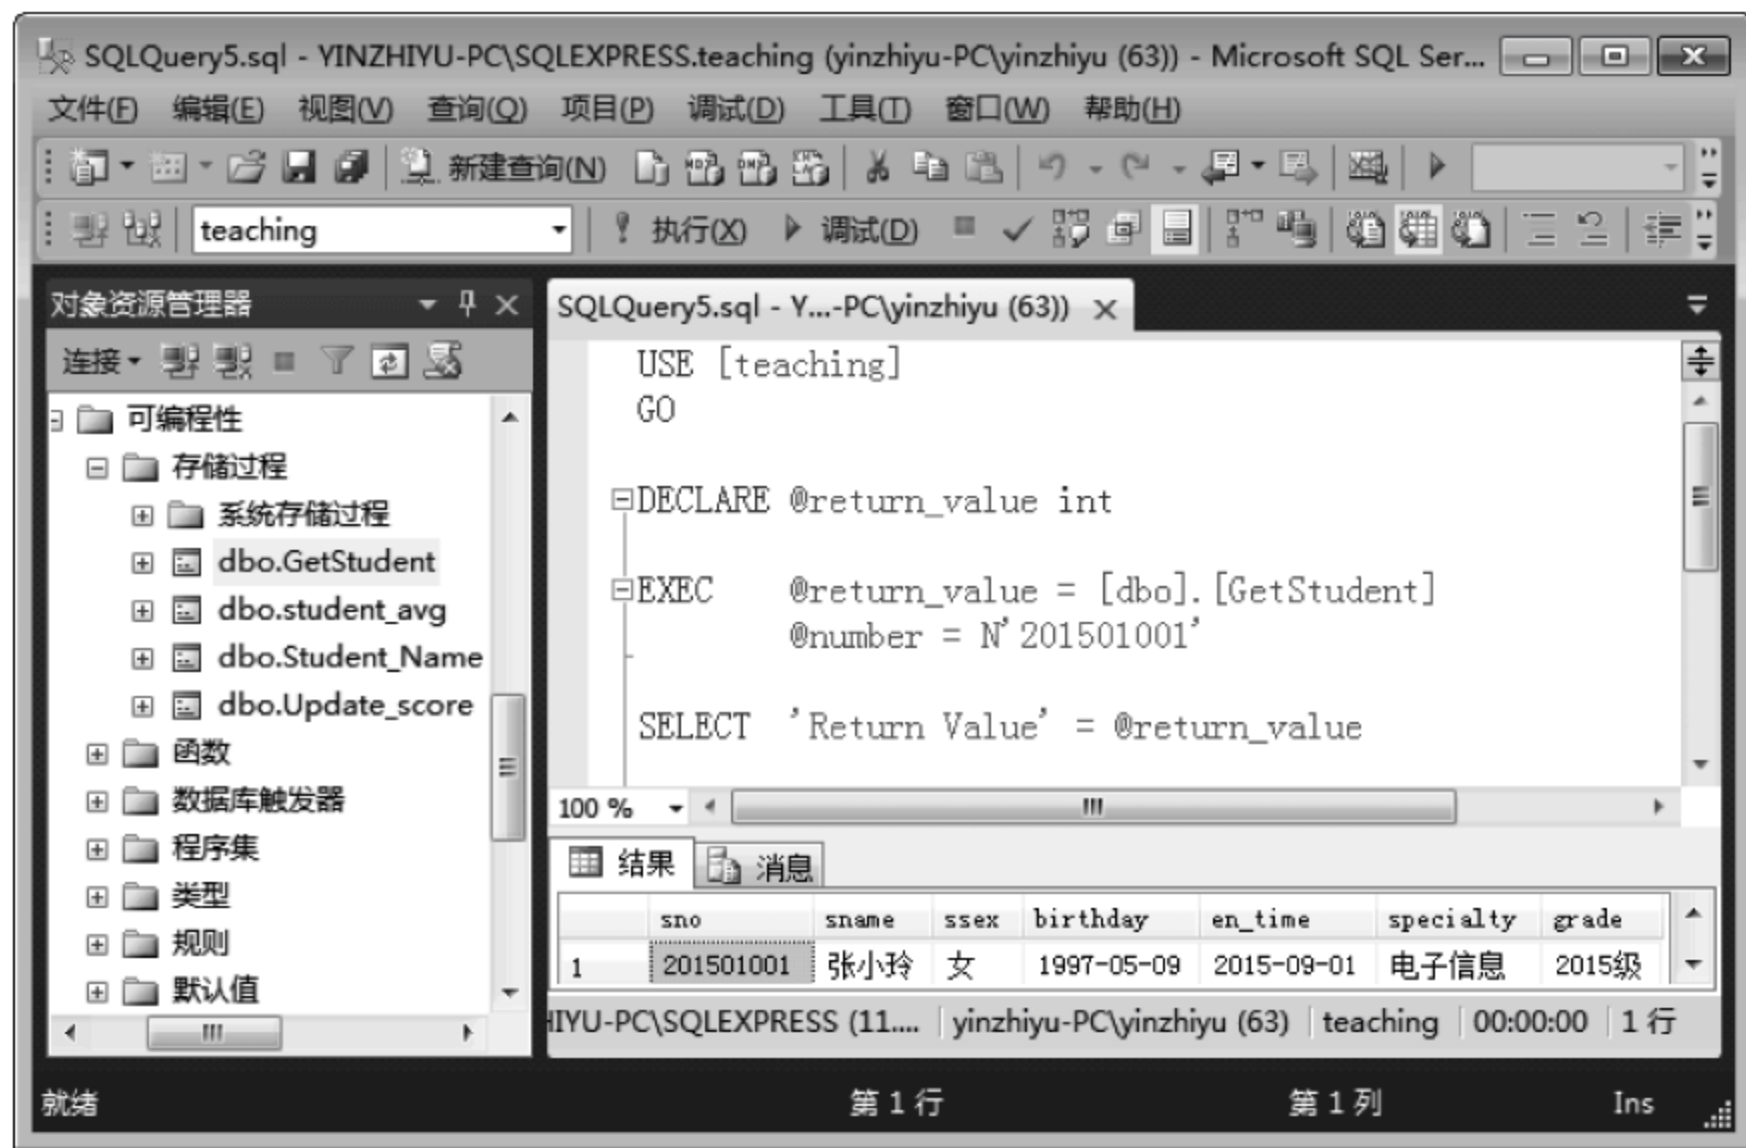 SQLQuery5.sql - YINZHIYU-PC\SQLEXPRESS.teaching (yinzhiyu-PC\yinzhiyu (63)) - Microsoft SQL Ser...
文件(F) 编辑(E) 视图(V) 查询(Q) 项目(P) 调试(D) 工具(T) 窗口(W) 帮助(H)
新建查询(N)
teaching 执行(X) 调试(D)
对象资源管理器
连接
可编程性
存储过程
系统存储过程
dbo.GetStudent
dbo.student_avg
dbo.Student_Name
dbo.Update_score
函数
数据库触发器
程序集
类型
规则
默认值
SQLQuery5.sql - Y...-PC\yinzhiyu (63))
USE [teaching]
GO
DECLARE @return_value int
EXEC @return_value = [dbo].[GetStudent]
@number = N'201501001'
SELECT 'Return Value' = @return_value
100 %
结果 消息
sno sname ssex birthday en_time specialty grade
1 201501001 张小玲 女 1997-05-09 2015-09-01 电子信息 2015级
HIYU-PC\SQLEXPRESS (11.... yinzhiyu-PC\yinzhiyu (63) teaching 00:00:00 1 行
就绪 第 1 行 第 1 列 Ins